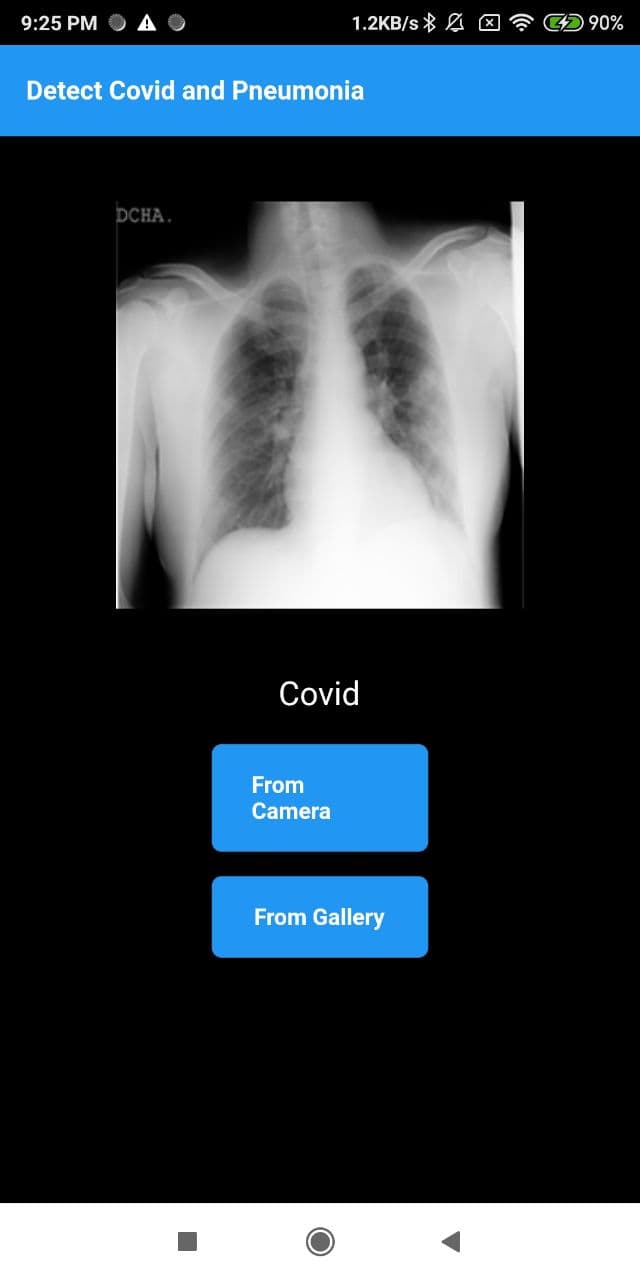 9:25 PM 1.2KB/s 90%
Detect Covid and Pneumonia
DCHA.
Covid
From
Camera
From Gallery